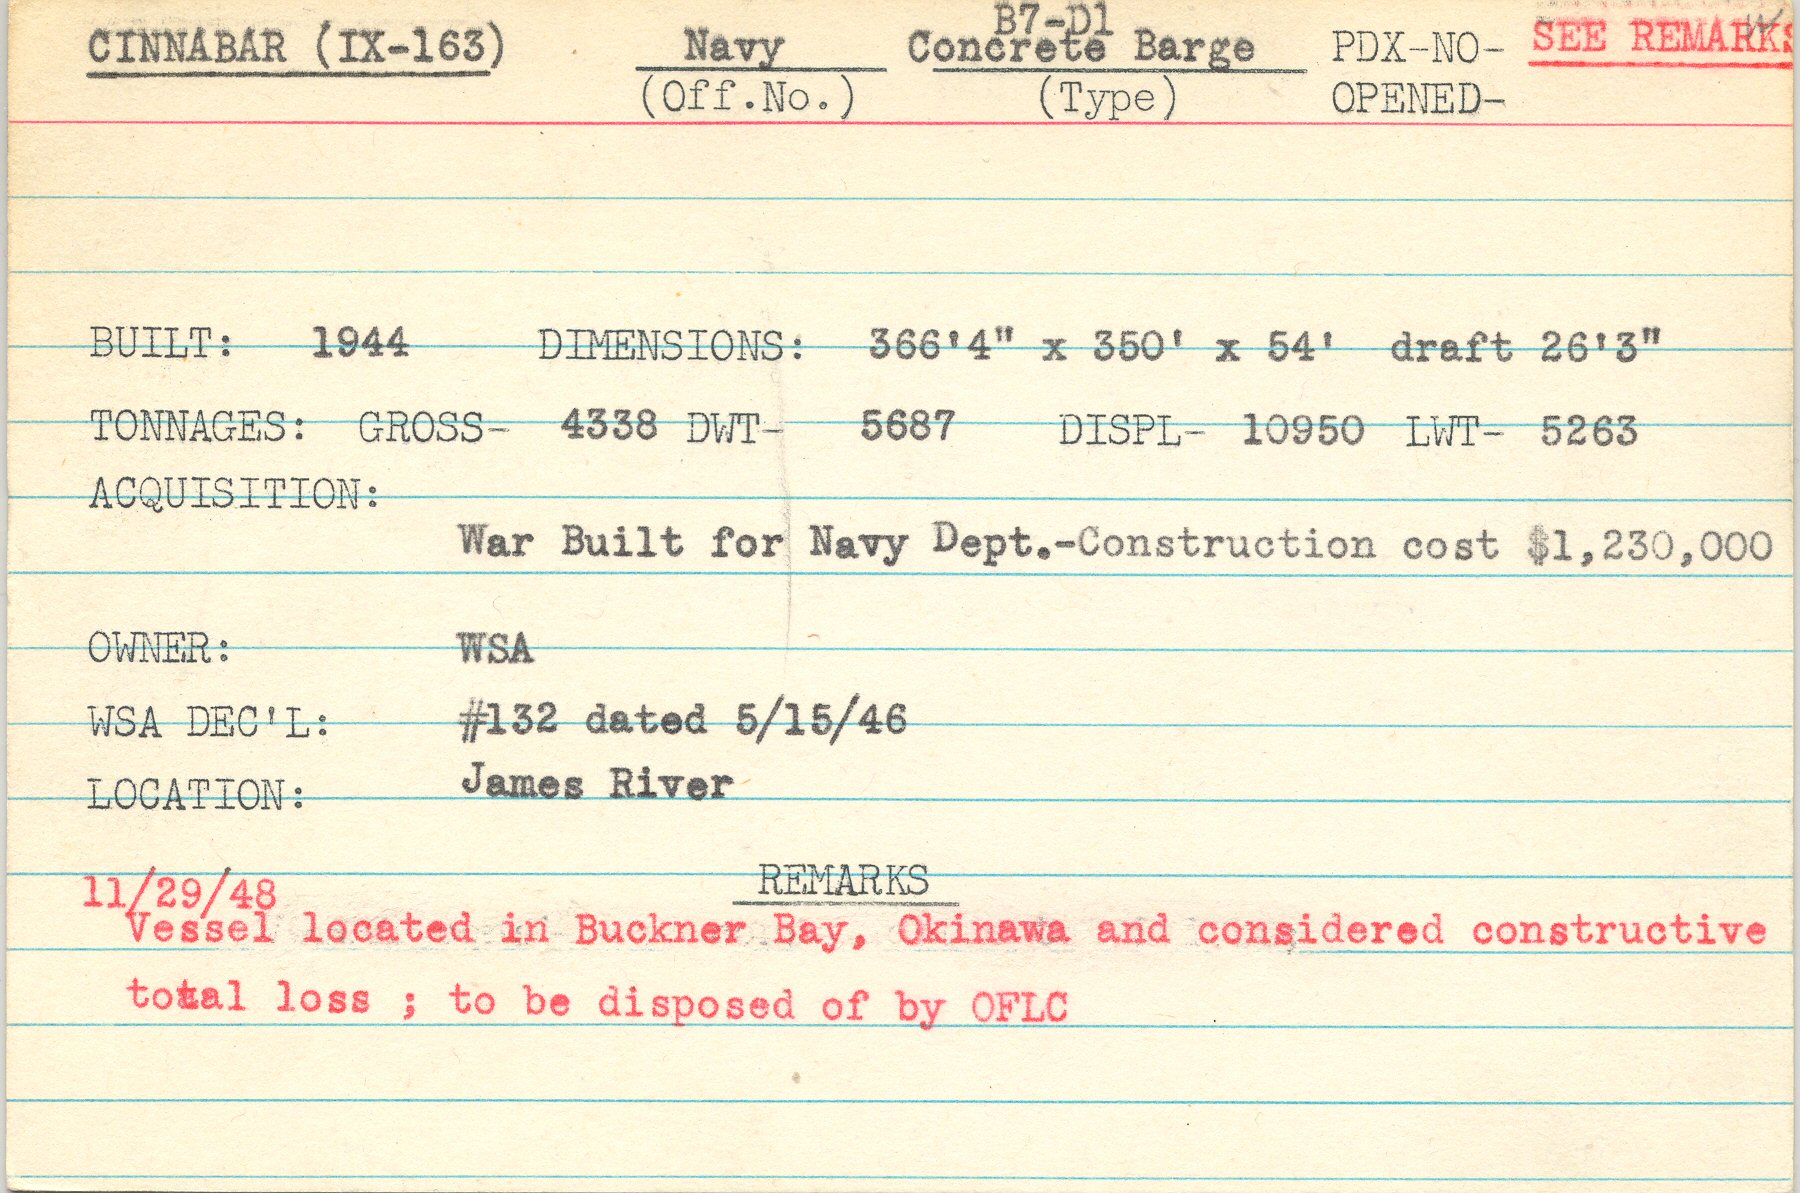 B7-D1
CINNABAR (IX-163) Navy Concrete Barge PDX-NO- SEE REMARKS
(Off.No.) (Type) OPENED-
BUILT: 1944 DIMENSIONS: 366'4" x 350' x 54' draft 26'3"
TONNAGES: GROSS- 4338 DWT- 5687 DISPL- 10950 LWT- 5263
ACQUISITION:
War Built for Navy Dept.-Construction cost $1,230,000
OWNER: WSA
WSA DEC'L: #132 dated 5/15/46
LOCATION: James River
REMARKS
11/29/48
Vessel located in Buckner Bay, Okinawa and considered constructive
total loss ; to be disposed of by OFLC